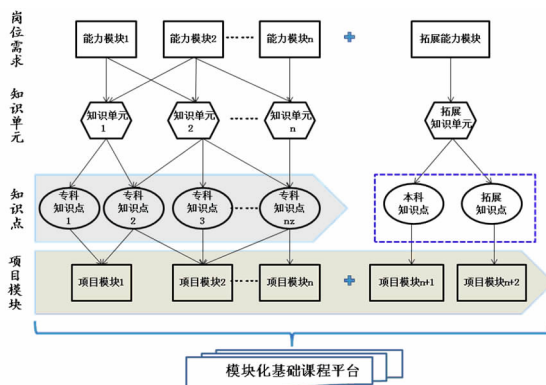 岗位需求
能力模块1
能力模块2
能力模块n
拓展能力模块
知识单元
知识单元
1
知识单元
2
知识单元
n
拓展
知识单元
知识点
专科
知识点
1
专科
知识点
2
专科
知识点
3
专科
知识点
nz
本科
知识点
拓展
知识点
项目模块
项目模块1
项目模块2
项目模块n
项目模块n+1
项目模块n+2
模块化基础课程平台